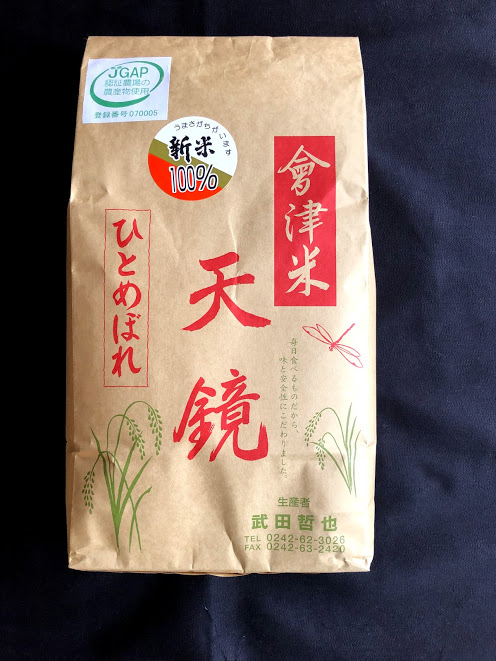 JGAP
認証農場の
農産物使用
登録番号070005
うまさがちがいます
新米
100%
會津米
天鏡
ひとめぼれ
毎日食べるものだから、
味と安全性にこだわりました。
生産者
武田哲也
TEL 0242-62-3026
FAX 0242-63-2420